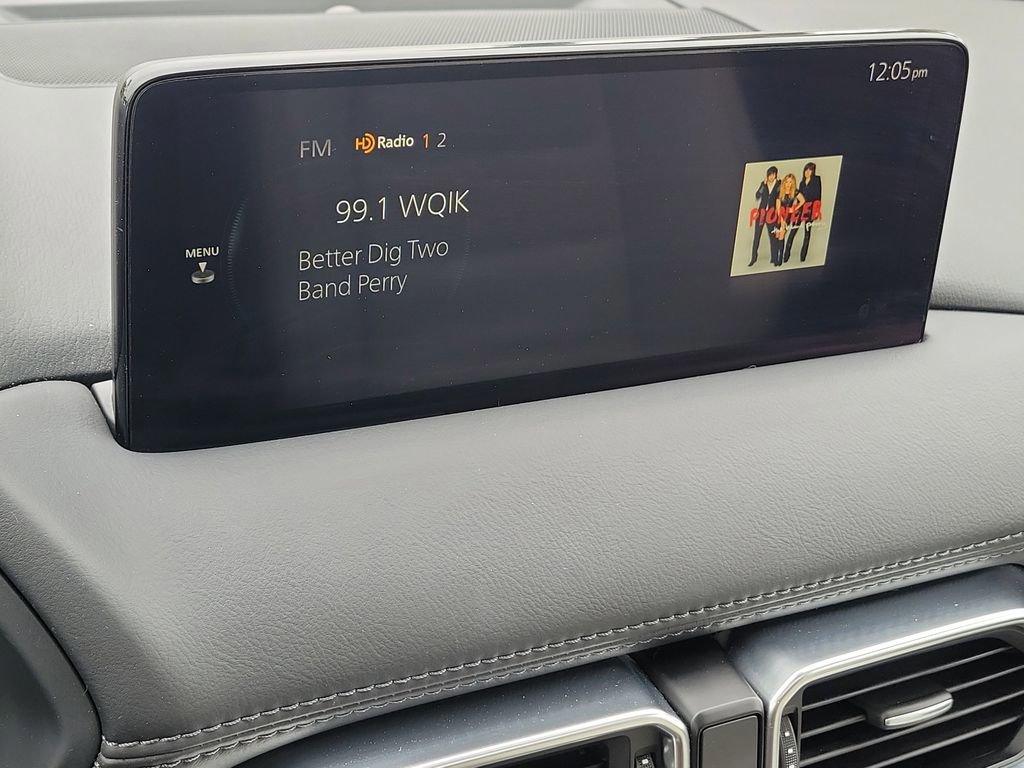 12:05pm
FM HD Radio 1 2
99.1 WQIK
MENU
Better Dig Two
Band Perry
PIONEER